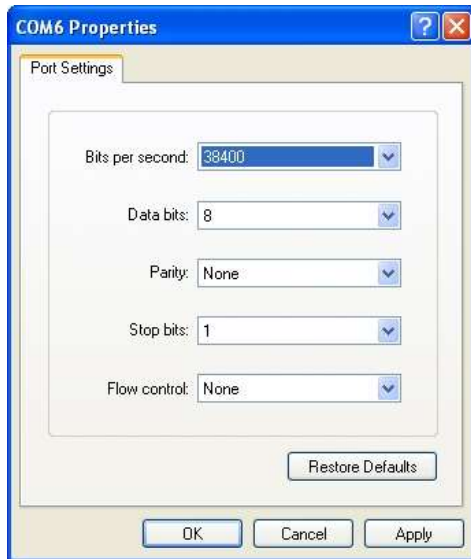 COM6 Properties
Port Settings
Bits per second: 38400
Data bits: 8
Parity: None
Stop bits: 1
Flow control: None
Restore Defaults
OK Cancel Apply